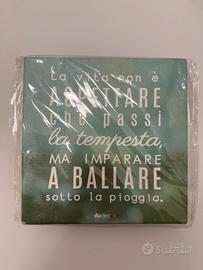 La vita non è
ASPETTARE
che passi
la tempesta,
MA IMPARARE
A BALLARE
sotto la pioggia.
subito